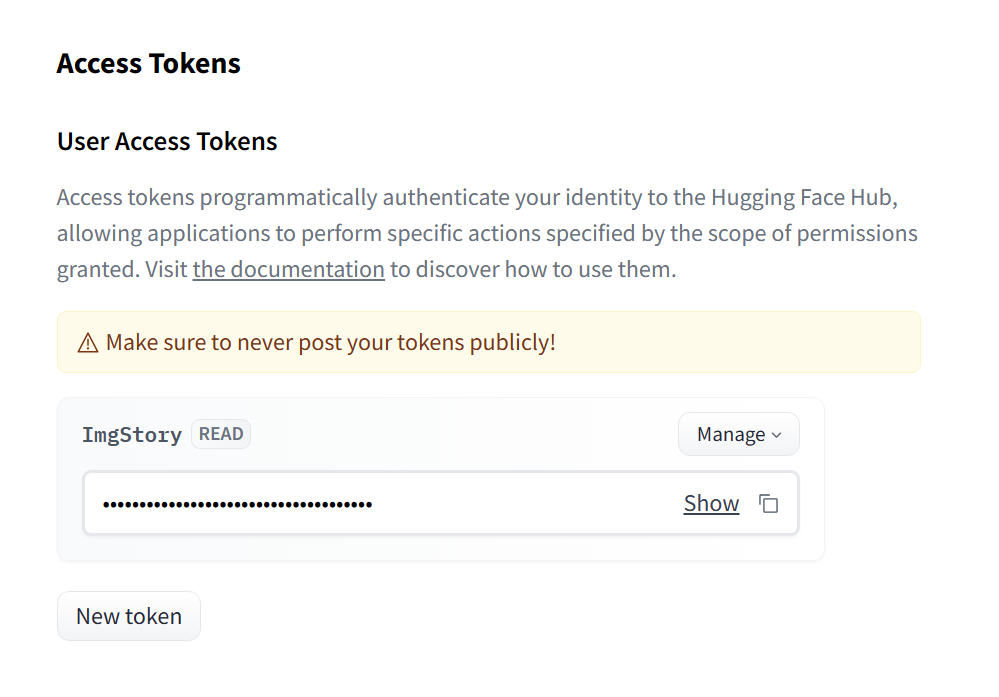 Access Tokens
User Access Tokens
Access tokens programmatically authenticate your identity to the Hugging Face Hub,
allowing applications to perform specific actions specified by the scope of permissions
granted. Visit the documentation to discover how to use them.
⚠ Make sure to never post your tokens publicly!
ImgStory READ Manage
••••••••••••••••••••••••••••••••••••• Show
New token